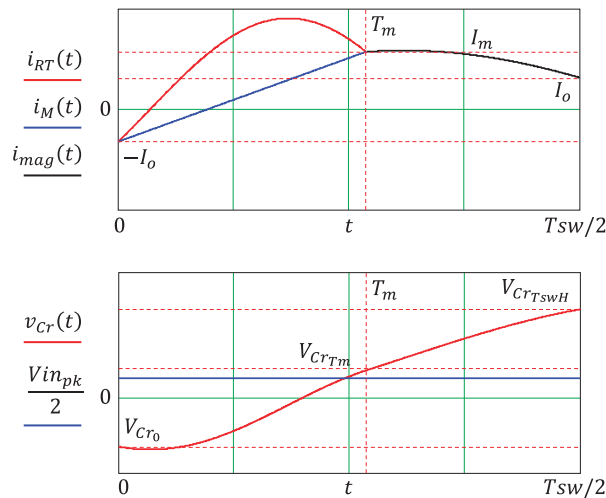 i_RT(t)
i_M(t)
i_mag(t)
0
T_m
I_m
I_o
−I_o
0
t
Tsw/2
v_Cr(t)
Vin_pk
2
0
T_m
V_Cr_TswH
V_Cr_Tm
V_Cr_0
0
t
Tsw/2